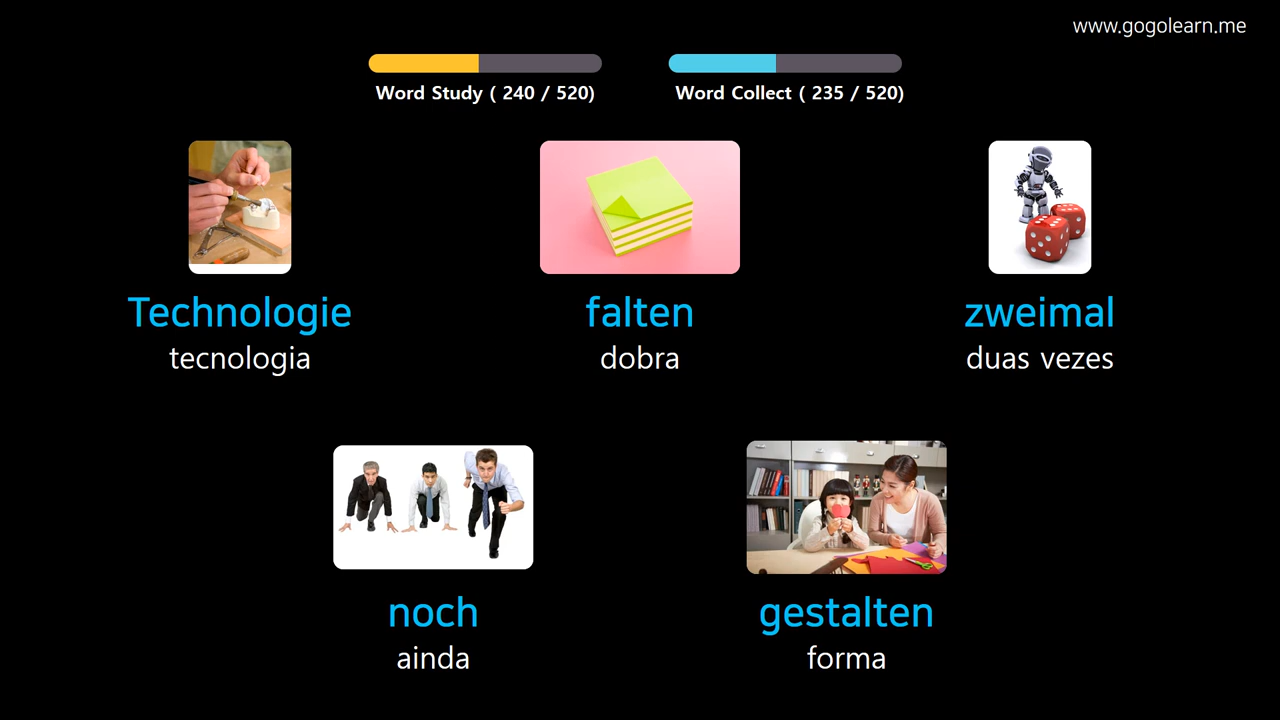 www.gogolearn.me
Word Study ( 240 / 520)
Word Collect ( 235 / 520)
Technologie
tecnologia
falten
dobra
zweimal
duas vezes
noch
ainda
gestalten
forma